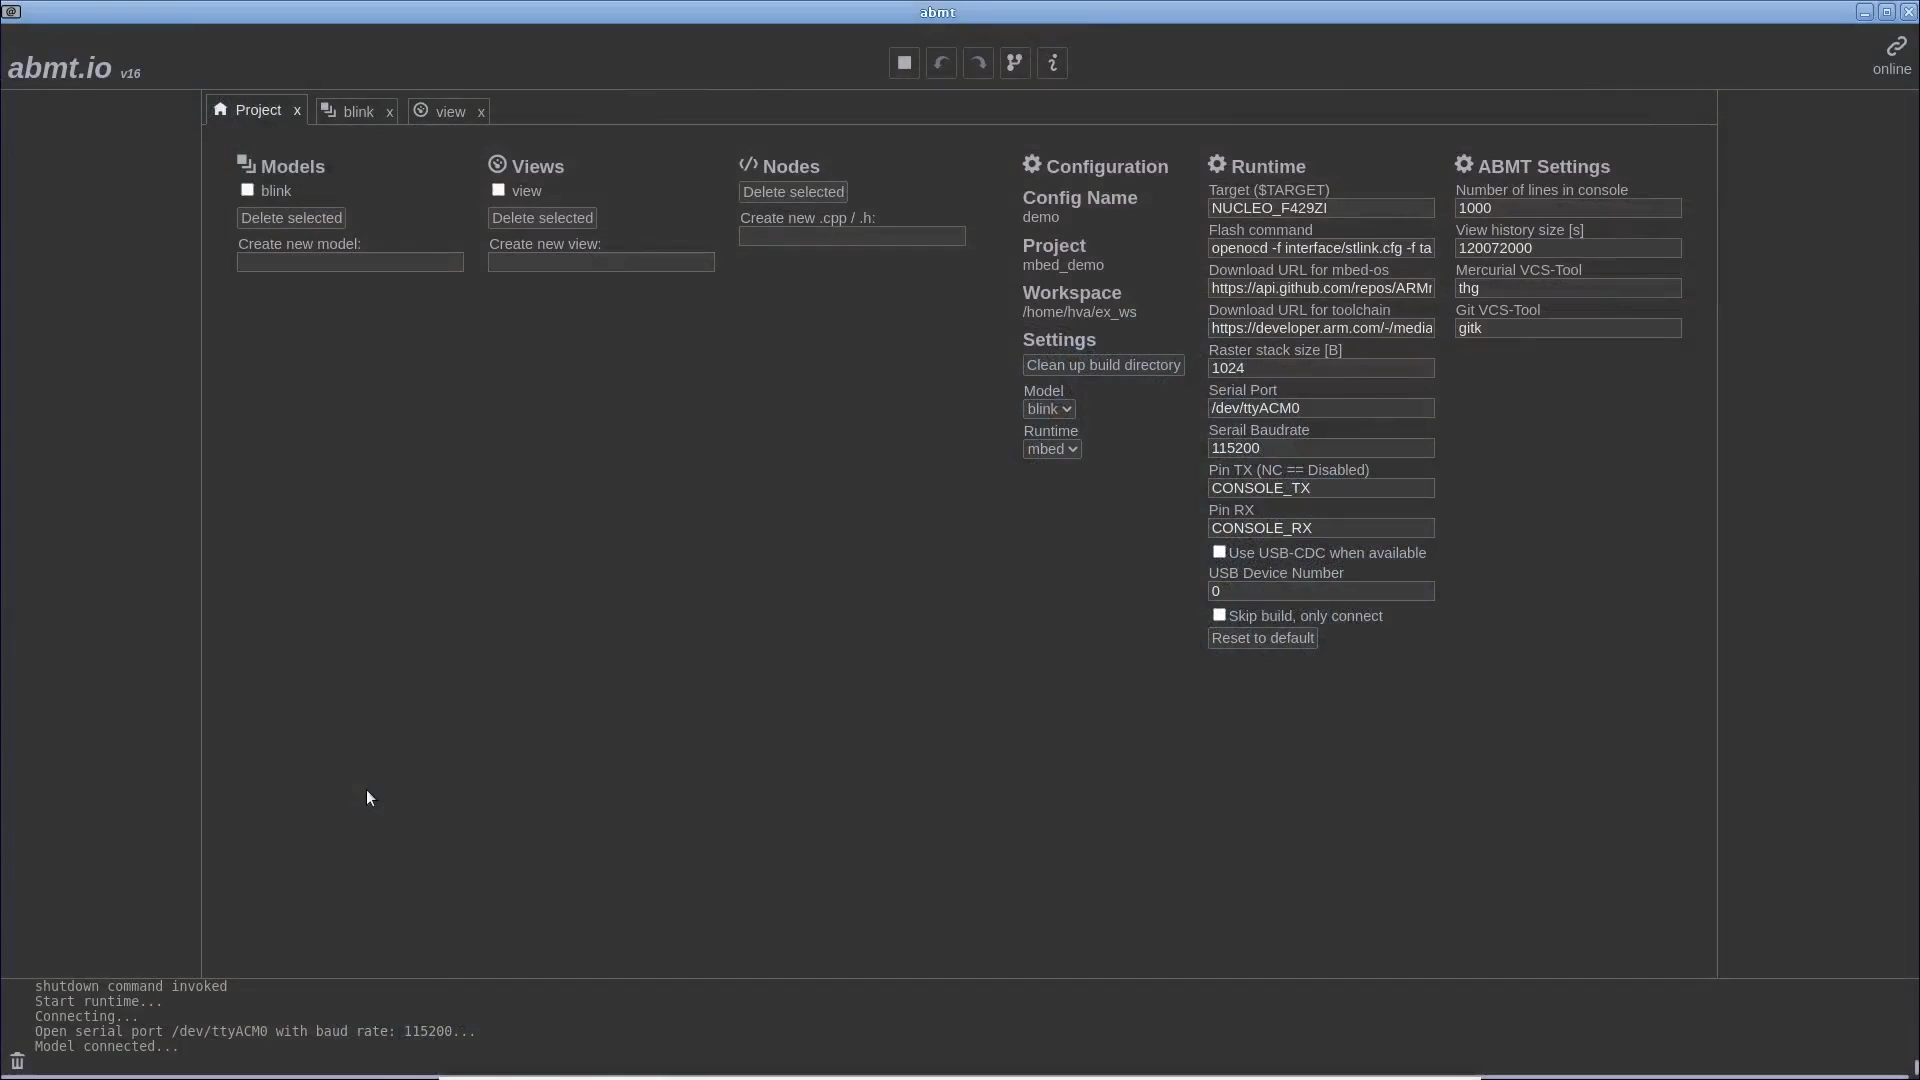 abmt
abmt.io v16
online
Project x
blink x
view x
Models
blink
Delete selected
Create new model:
Views
view
Delete selected
Create new view:
Nodes
Delete selected
Create new .cpp / .h:
Configuration
Config Name
demo
Project
mbed_demo
Workspace
/home/hva/ex_ws
Settings
Clean up build directory
Model
blink
Runtime
mbed
Runtime
Target ($TARGET)
NUCLEO_F429ZI
Flash command
openocd -f interface/stlink.cfg -f ta
Download URL for mbed-os
https://api.github.com/repos/ARMr
Download URL for toolchain
https://developer.arm.com/-/media
Raster stack size [B]
1024
Serial Port
/dev/ttyACM0
Serail Baudrate
115200
Pin TX (NC == Disabled)
CONSOLE_TX
Pin RX
CONSOLE_RX
Use USB-CDC when available
USB Device Number
0
Skip build, only connect
Reset to default
ABMT Settings
Number of lines in console
1000
View history size [s]
120072000
Mercurial VCS-Tool
thg
Git VCS-Tool
gitk
shutdown command invoked
Start runtime...
Connecting...
Open serial port /dev/ttyACM0 with baud rate: 115200...
Model connected...